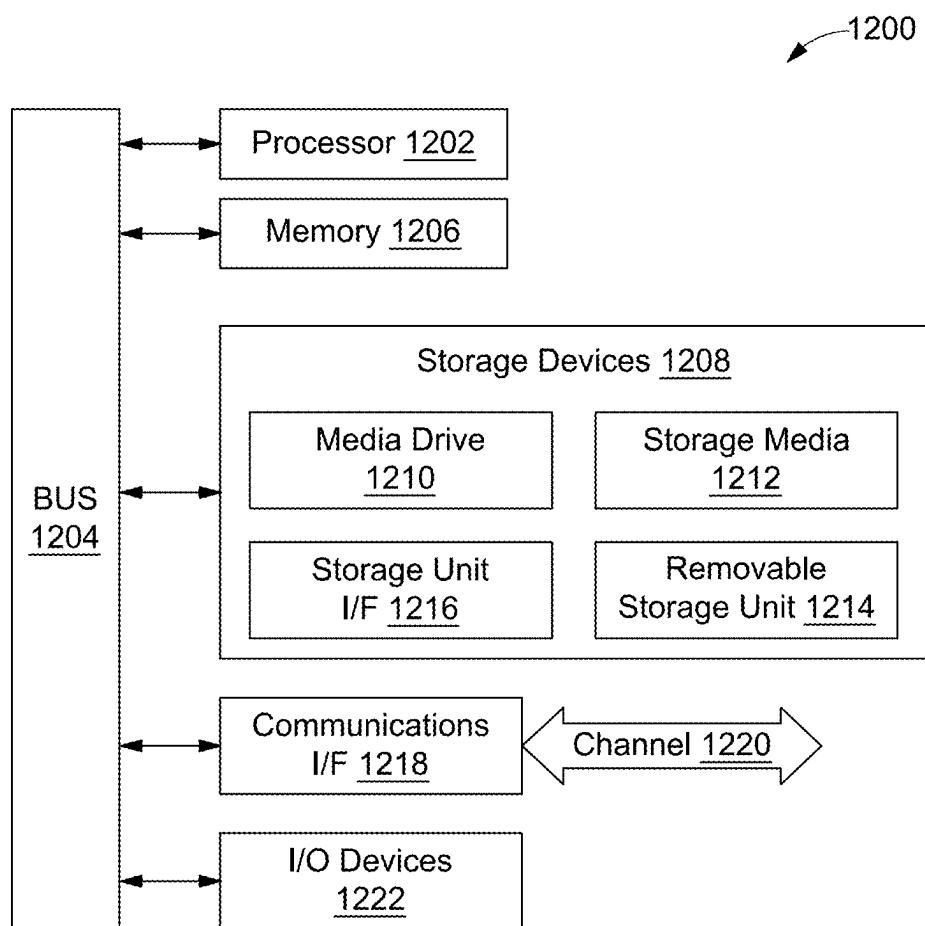 1200
Processor 1202
Memory 1206
Storage Devices 1208
Media Drive
1210
Storage Media
1212
BUS
1204
Storage Unit
I/F 1216
Removable
Storage Unit 1214
Communications
I/F 1218
Channel 1220
I/O Devices
1222